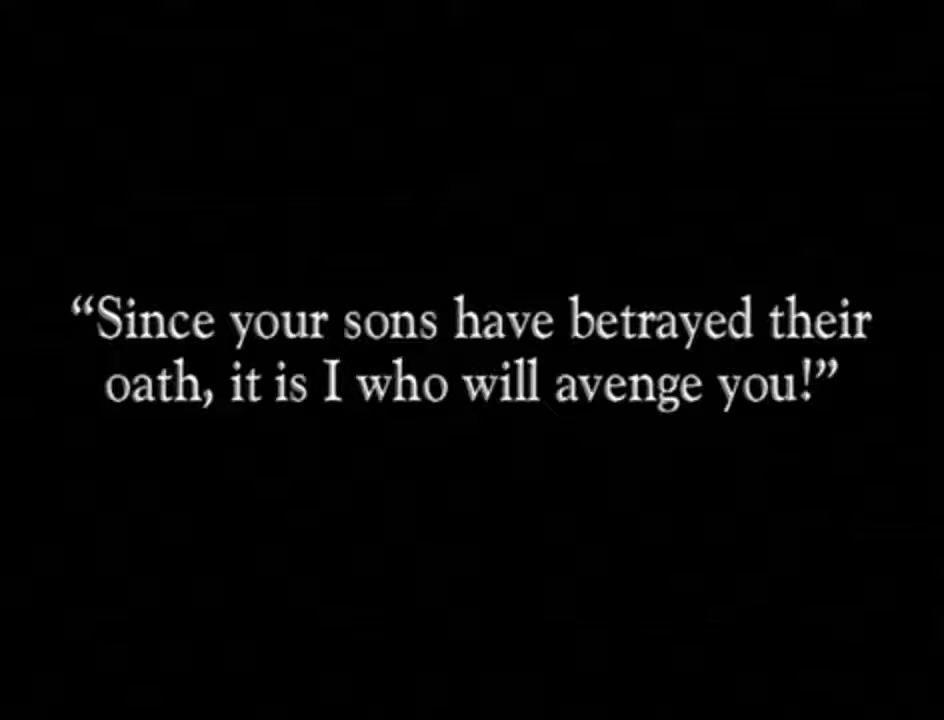 “Since your sons have betrayed their
oath, it is I who will avenge you!”